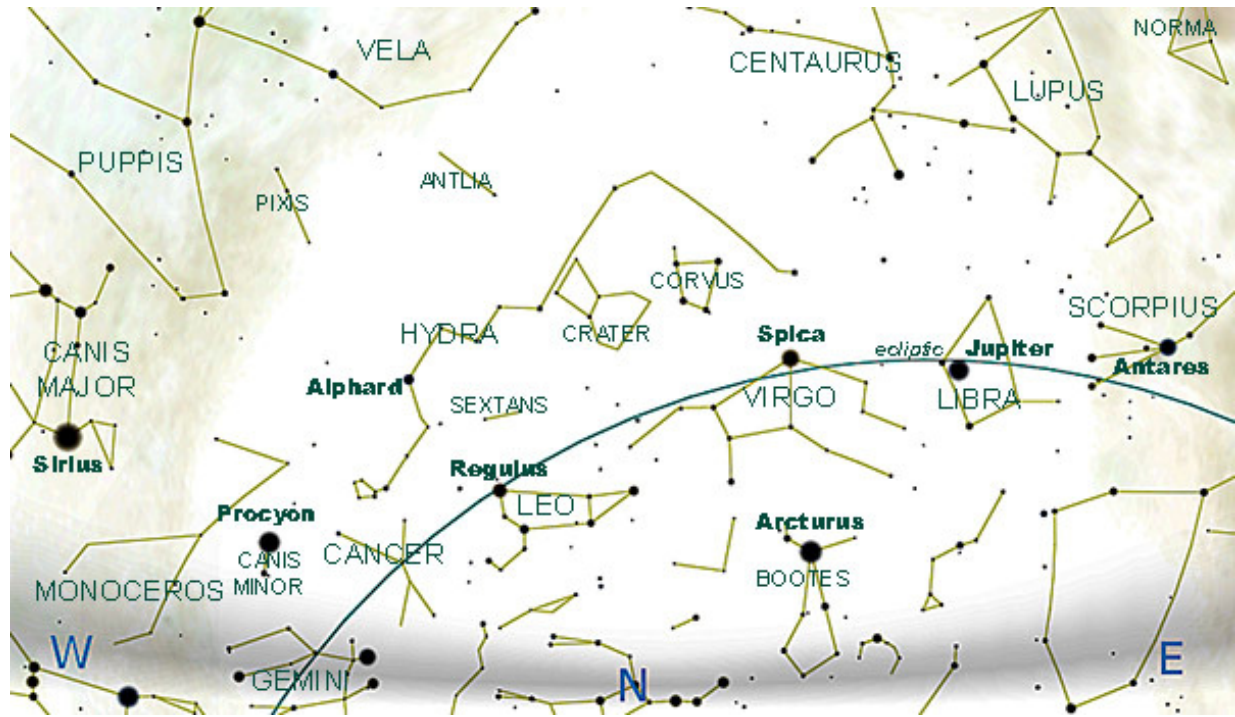 NORMA
VELA
CENTAURUS
LUPUS
PUPPIS
ANTLIA
PIXIS
CORVUS
SCORPIUS
HYDRA
CRATER
Spica
ecliptic
Jupiter
CANIS
MAJOR
Antares
Alphard
SEXTANS
VIRGO
LIBRA
Sirius
Regulus
LEO
Procyon
Arcturus
CANCER
CANIS
MINOR
BOOTES
MONOCEROS
W
GEMINI
N
E